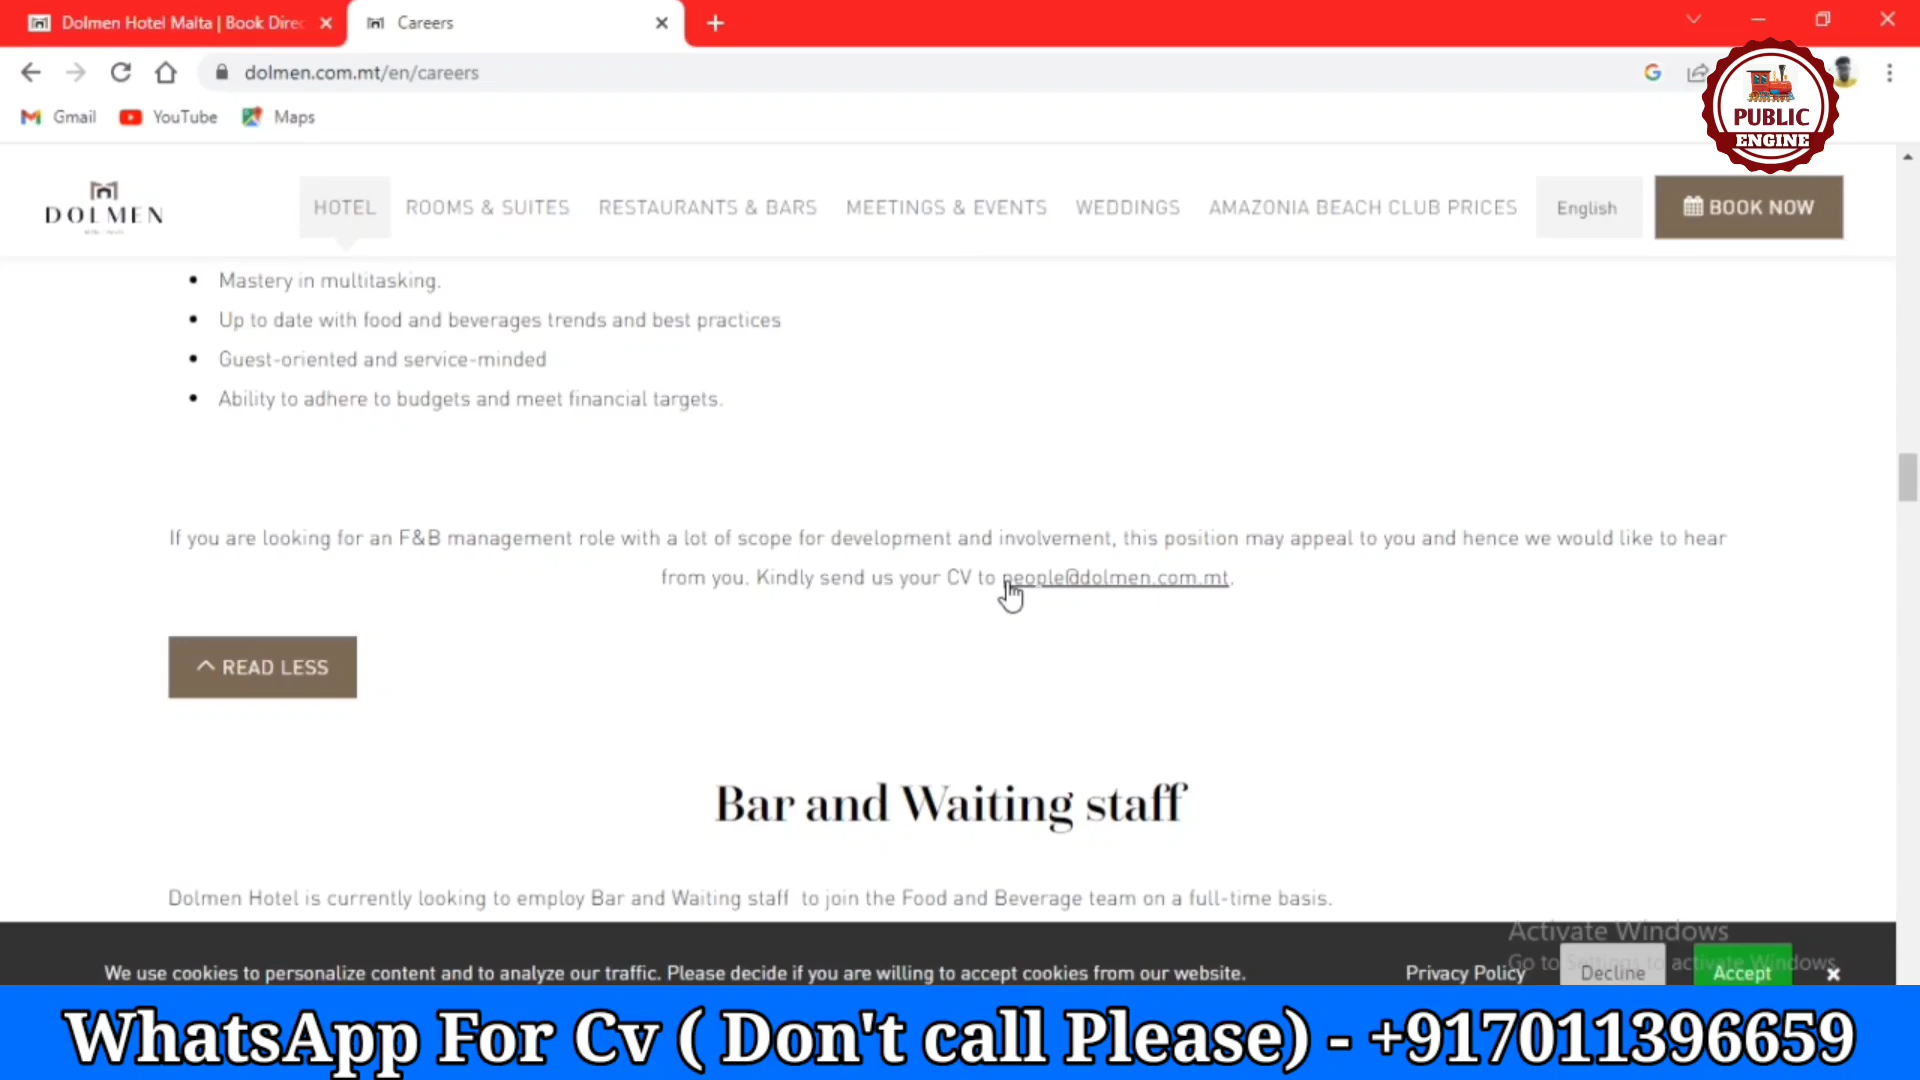 Dolmen Hotel Malta | Book Direc
Careers
dolmen.com.mt/en/careers
Gmail YouTube Maps
PUBLIC
ENGINE
DOLMEN
HOTEL ROOMS & SUITES RESTAURANTS & BARS MEETINGS & EVENTS WEDDINGS AMAZONIA BEACH CLUB PRICES English BOOK NOW
Mastery in multitasking.
Up to date with food and beverages trends and best practices
Guest-oriented and service-minded
Ability to adhere to budgets and meet financial targets.
If you are looking for an F&B management role with a lot of scope for development and involvement, this position may appeal to you and hence we would like to hear
from you. Kindly send us your CV to people@dolmen.com.mt.
READ LESS
Bar and Waiting staff
Dolmen Hotel is currently looking to employ Bar and Waiting staff to join the Food and Beverage team on a full-time basis.
Activate Windows
Go to Settings to activate Windows.
We use cookies to personalize content and to analyze our traffic. Please decide if you are willing to accept cookies from our website. Privacy Policy Decline Accept
WhatsApp For Cv ( Don't call Please) - +917011396659